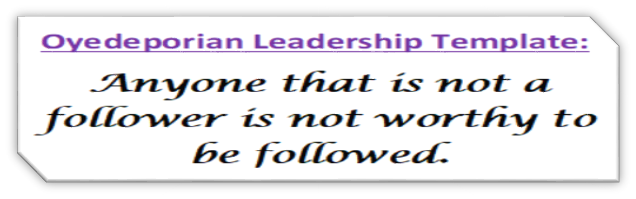 Oyedeporian Leadership Template:
Anyone that is not a
follower is not worthy to
be followed.